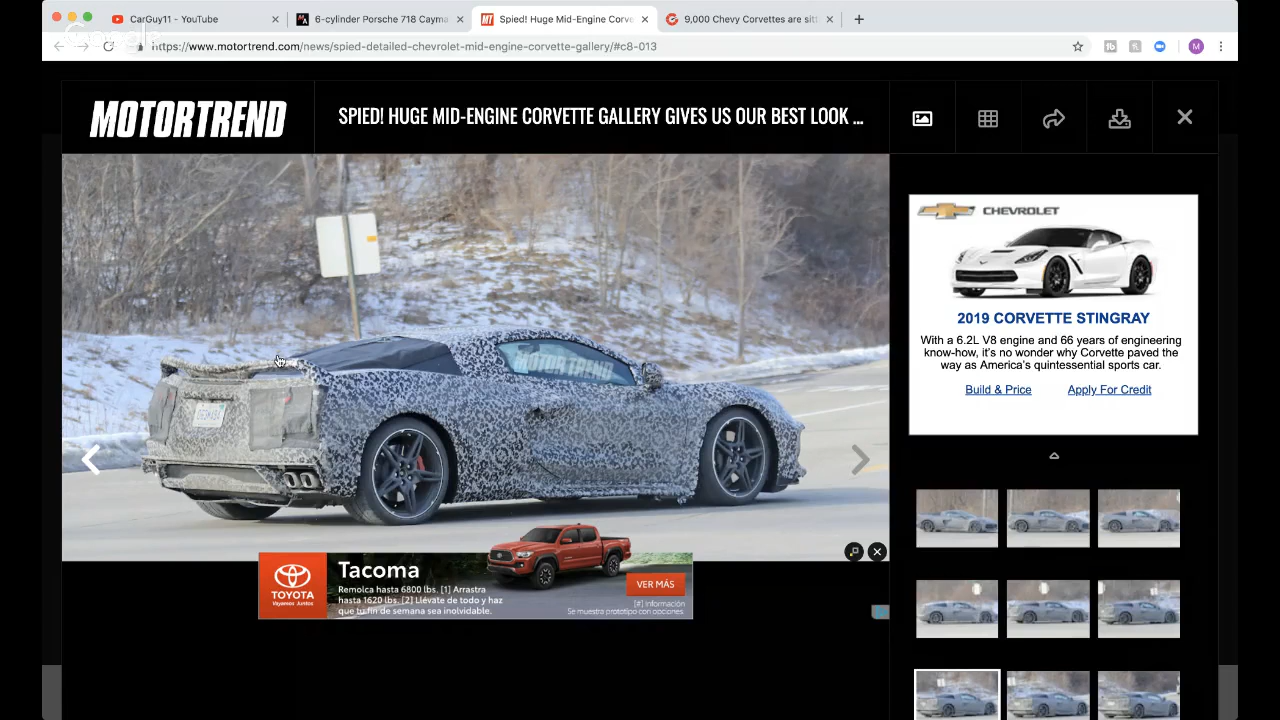 CarGuy11 - YouTube
6-cylinder Porsche 718 Cayma
MT
Spied! Huge Mid-Engine Corve
9,000 Chevy Corvettes are sitt
Google
https://www.motortrend.com/news/spied-detailed-chevrolet-mid-engine-corvette-gallery/#c8-013
M
MOTORTREND
SPIED! HUGE MID-ENGINE CORVETTE GALLERY GIVES US OUR BEST LOOK ...
CHEVROLET
2019 CORVETTE STINGRAY
With a 6.2L V8 engine and 66 years of engineering
know-how, it's no wonder why Corvette paved the
way as America's quintessential sports car.
Build & Price
Apply For Credit
MOTORTREND
TOYOTA
Vayamos Juntos
Tacoma
Remolca hasta 6800 lbs. [1] Arrastra
hasta 1620 lbs. [2] Llévate de todo y haz
que tu fin de semana sea inolvidable.
VER MÁS
[#] Información
Se muestra prototipo con opciones